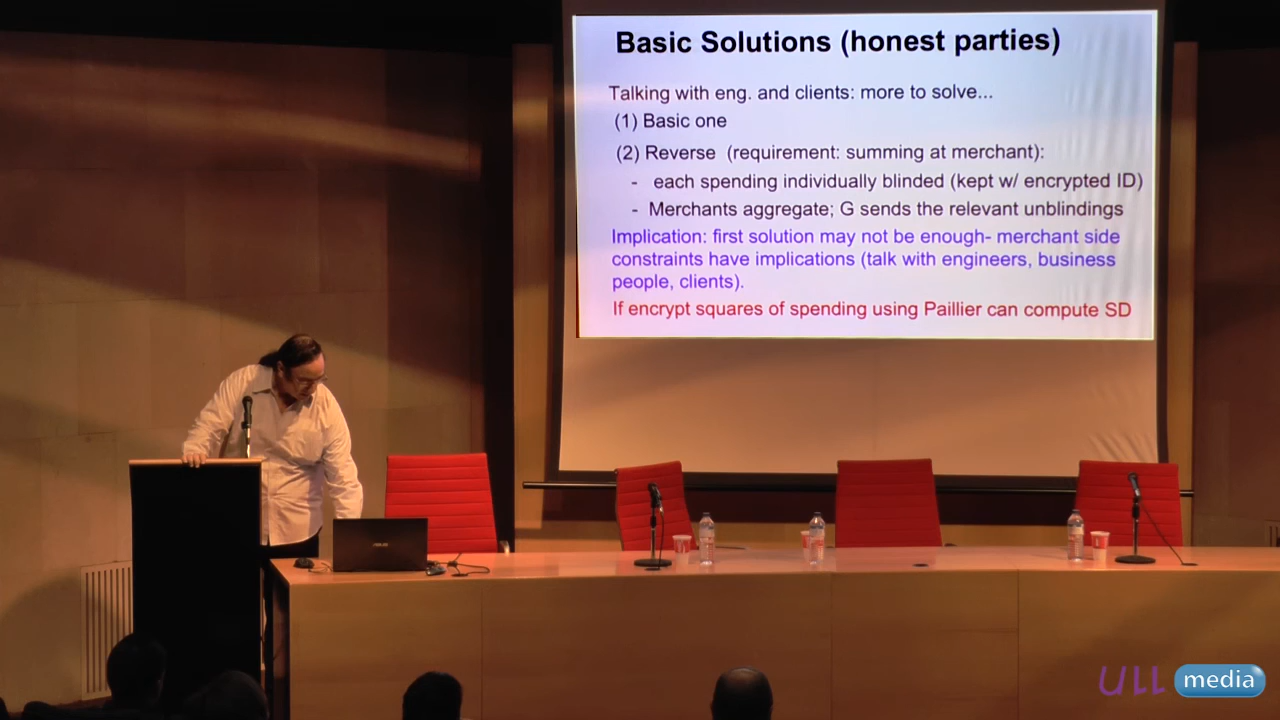 Basic Solutions (honest parties)
Talking with eng. and clients: more to solve...
(1) Basic one
(2) Reverse (requirement: summing at merchant):
- each spending individually blinded (kept w/ encrypted ID)
- Merchants aggregate; G sends the relevant unblindings
Implication: first solution may not be enough- merchant side
constraints have implications (talk with engineers, business
people, clients).
If encrypt squares of spending using Paillier can compute SD
ASUS
ULL media